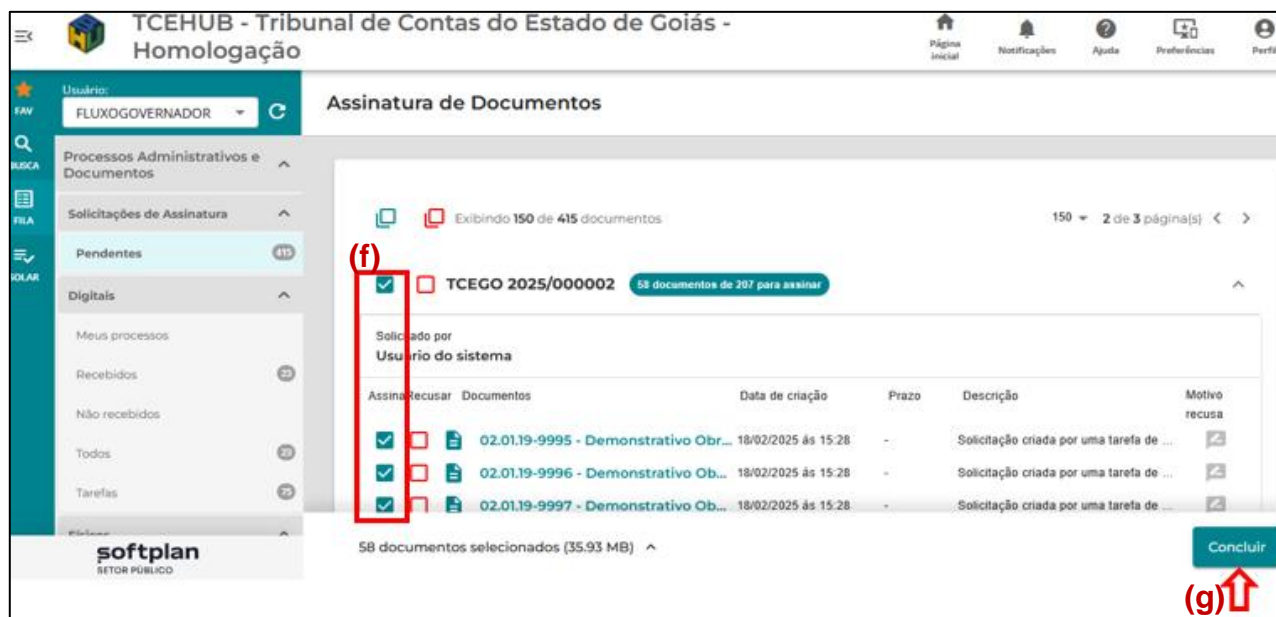 TCEHUB - Tribunal de Contas do Estado de Goiás -
Homologação
Página
inicial
Notificações
Ajuda
Preferências
Perfil
FAV
Usuário:
FLUXOGOVERNADOR
Assinatura de Documentos
BUSCA
Processos Administrativos e
Documentos
FILA
Solicitações de Assinatura
Exibindo 150 de 415 documentos
150
2 de 3 página(s)
SOLAR
Pendentes
415
(f)
TCEGO 2025/000002
58 documentos de 207 para assinar
Digitais
Meus processos
Solicitado por
Usuário do sistema
Recebidos
23
Assina Recusar Documentos Data de criação Prazo Descrição Motivo
recusa
Não recebidos
02.01.19-9995 - Demonstrativo Obr... 18/02/2025 ás 15:28 - Solicitação criada por uma tarefa de ...
Todos
23
02.01.19-9996 - Demonstrativo Ob... 18/02/2025 ás 15:28 - Solicitação criada por uma tarefa de ...
Tarefas
25
02.01.19-9997 - Demonstrativo Ob... 18/02/2025 ás 15:28 - Solicitação criada por uma tarefa de ...
softplan
SETOR PÚBLICO
58 documentos selecionados (35.93 MB)
Concluir
(g)